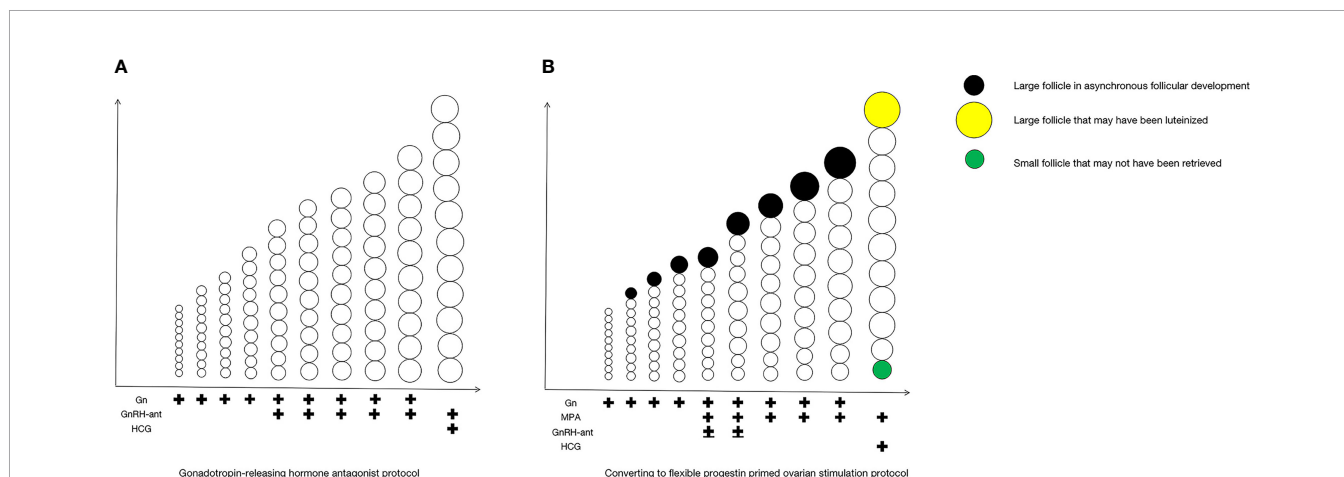 A
B
Large follicle in asynchronous follicular development
Large follicle that may have been luteinized
Small follicle that may not have been retrieved
Gn
GnRH-ant
HCG
Gonadotropin-releasing hormone antagonist protocol
Gn
MPA
GnRH-ant
HCG
Converting to flexible progestin primed ovarian stimulation protocol